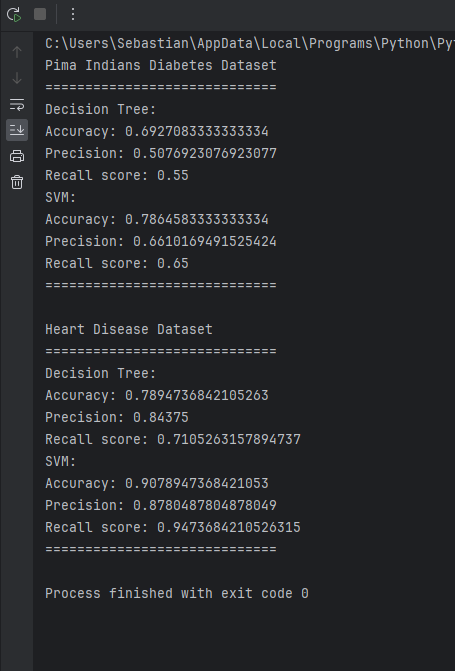 C:\Users\Sebastian\AppData\Local\Programs\Python\Pyt
Pima Indians Diabetes Dataset
=============================
Decision Tree:
Accuracy: 0.6927083333333334
Precision: 0.5076923076923077
Recall score: 0.55
SVM:
Accuracy: 0.7864583333333334
Precision: 0.6610169491525424
Recall score: 0.65
=============================
Heart Disease Dataset
=============================
Decision Tree:
Accuracy: 0.7894736842105263
Precision: 0.84375
Recall score: 0.7105263157894737
SVM:
Accuracy: 0.9078947368421053
Precision: 0.8780487804878049
Recall score: 0.9473684210526315
=============================
Process finished with exit code 0